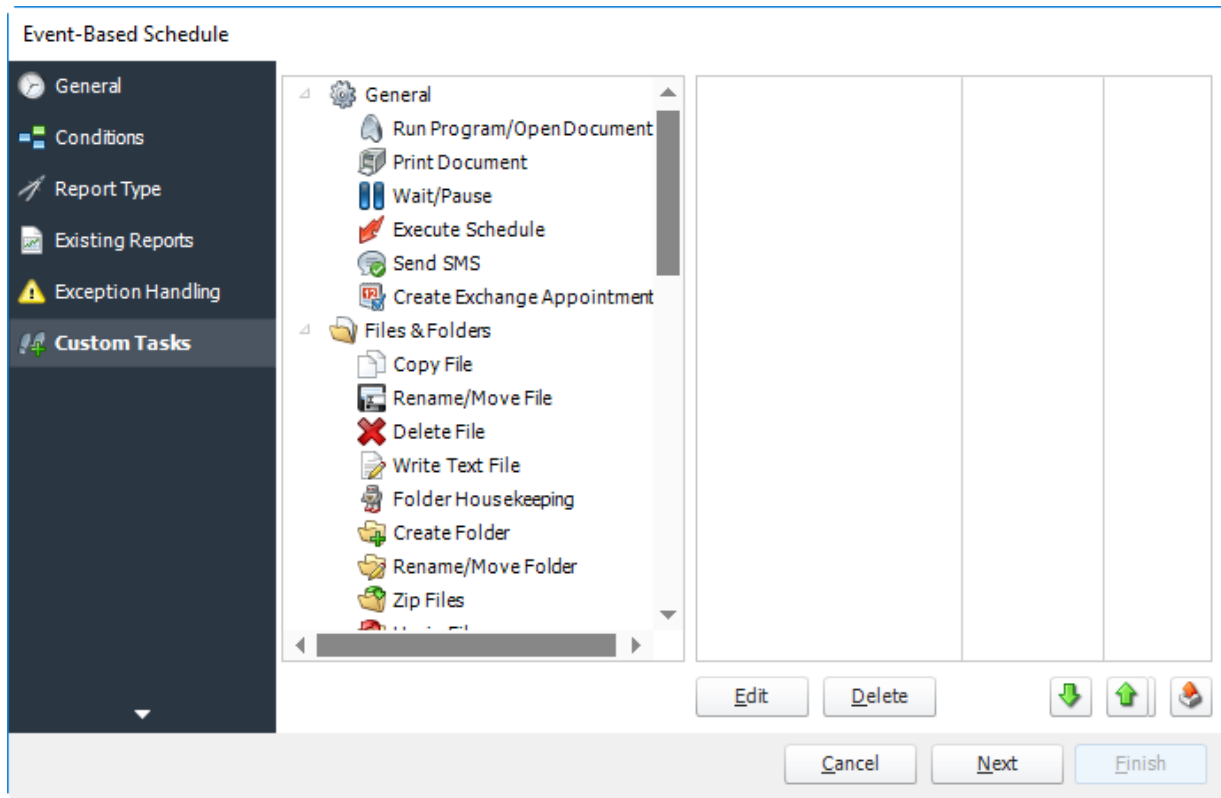 Event-Based Schedule
General
Conditions
Report Type
Existing Reports
Exception Handling
Custom Tasks
General
Run Program/Open Document
Print Document
Wait/Pause
Execute Schedule
Send SMS
Create Exchange Appointment
Files & Folders
Copy File
Rename/Move File
Delete File
Write Text File
Folder Housekeeping
Create Folder
Rename/Move Folder
Zip Files
Edit
Delete
Cancel
Next
Finish